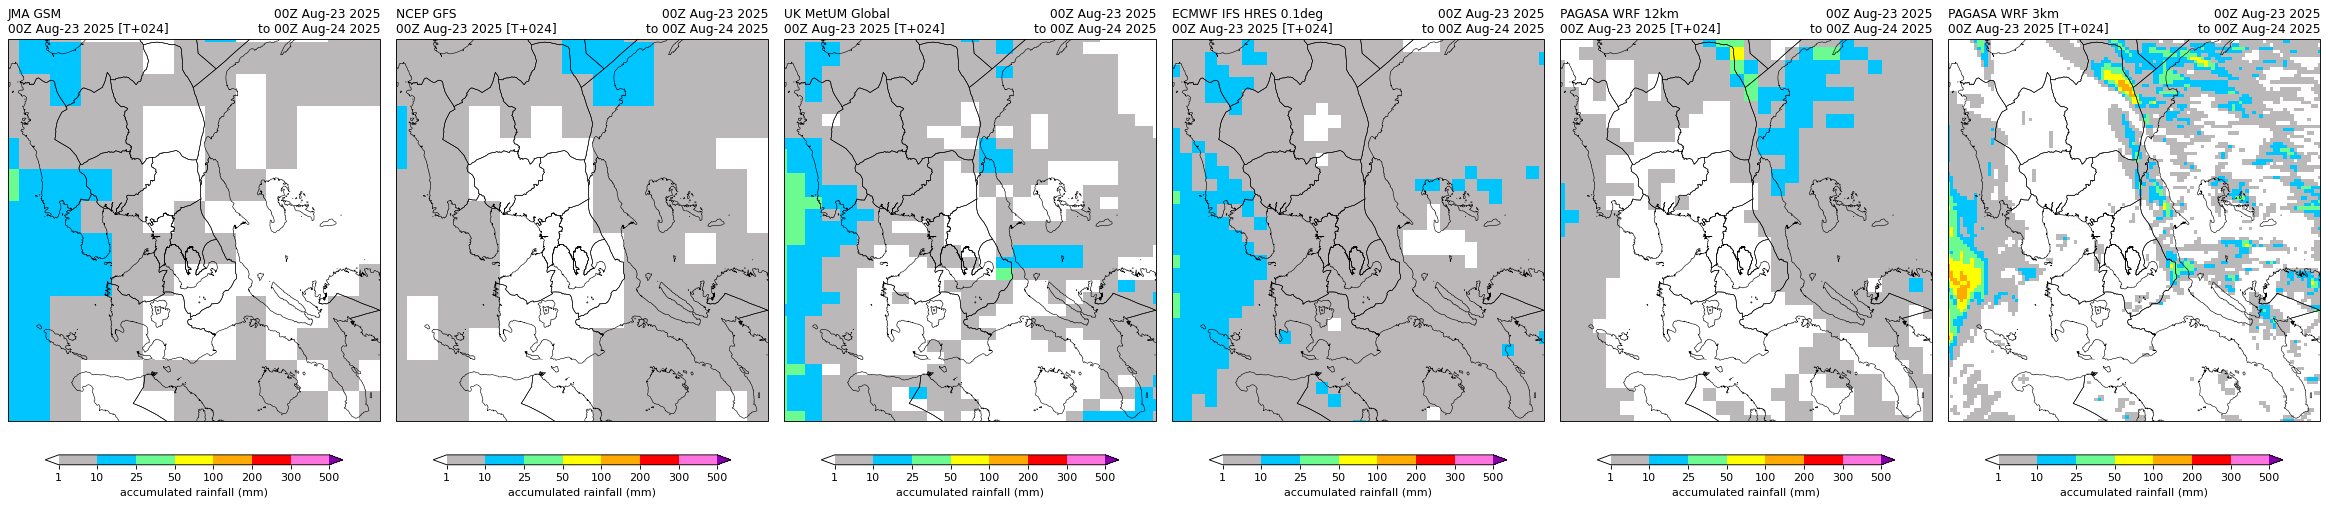 JMA GSM 00Z Aug-23 2025
00Z Aug-23 2025 [T+024] to 00Z Aug-24 2025
1 10 25 50 100 200 300 500
accumulated rainfall (mm)
NCEP GFS 00Z Aug-23 2025
00Z Aug-23 2025 [T+024] to 00Z Aug-24 2025
1 10 25 50 100 200 300 500
accumulated rainfall (mm)
UK MetUM Global 00Z Aug-23 2025
00Z Aug-23 2025 [T+024] to 00Z Aug-24 2025
1 10 25 50 100 200 300 500
accumulated rainfall (mm)
ECMWF IFS HRES 0.1deg 00Z Aug-23 2025
00Z Aug-23 2025 [T+024] to 00Z Aug-24 2025
1 10 25 50 100 200 300 500
accumulated rainfall (mm)
PAGASA WRF 12km 00Z Aug-23 2025
00Z Aug-23 2025 [T+024] to 00Z Aug-24 2025
1 10 25 50 100 200 300 500
accumulated rainfall (mm)
PAGASA WRF 3km 00Z Aug-23 2025
00Z Aug-23 2025 [T+024] to 00Z Aug-24 2025
1 10 25 50 100 200 300 500
accumulated rainfall (mm)